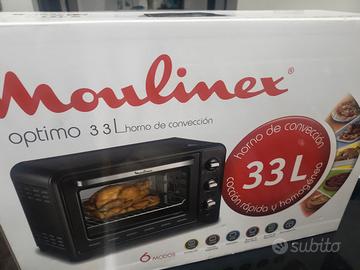 Moulinex®
optimo 33L horno de convección
horno de convección
33L
cocción rápida y homogénea
6 MODOS
subito